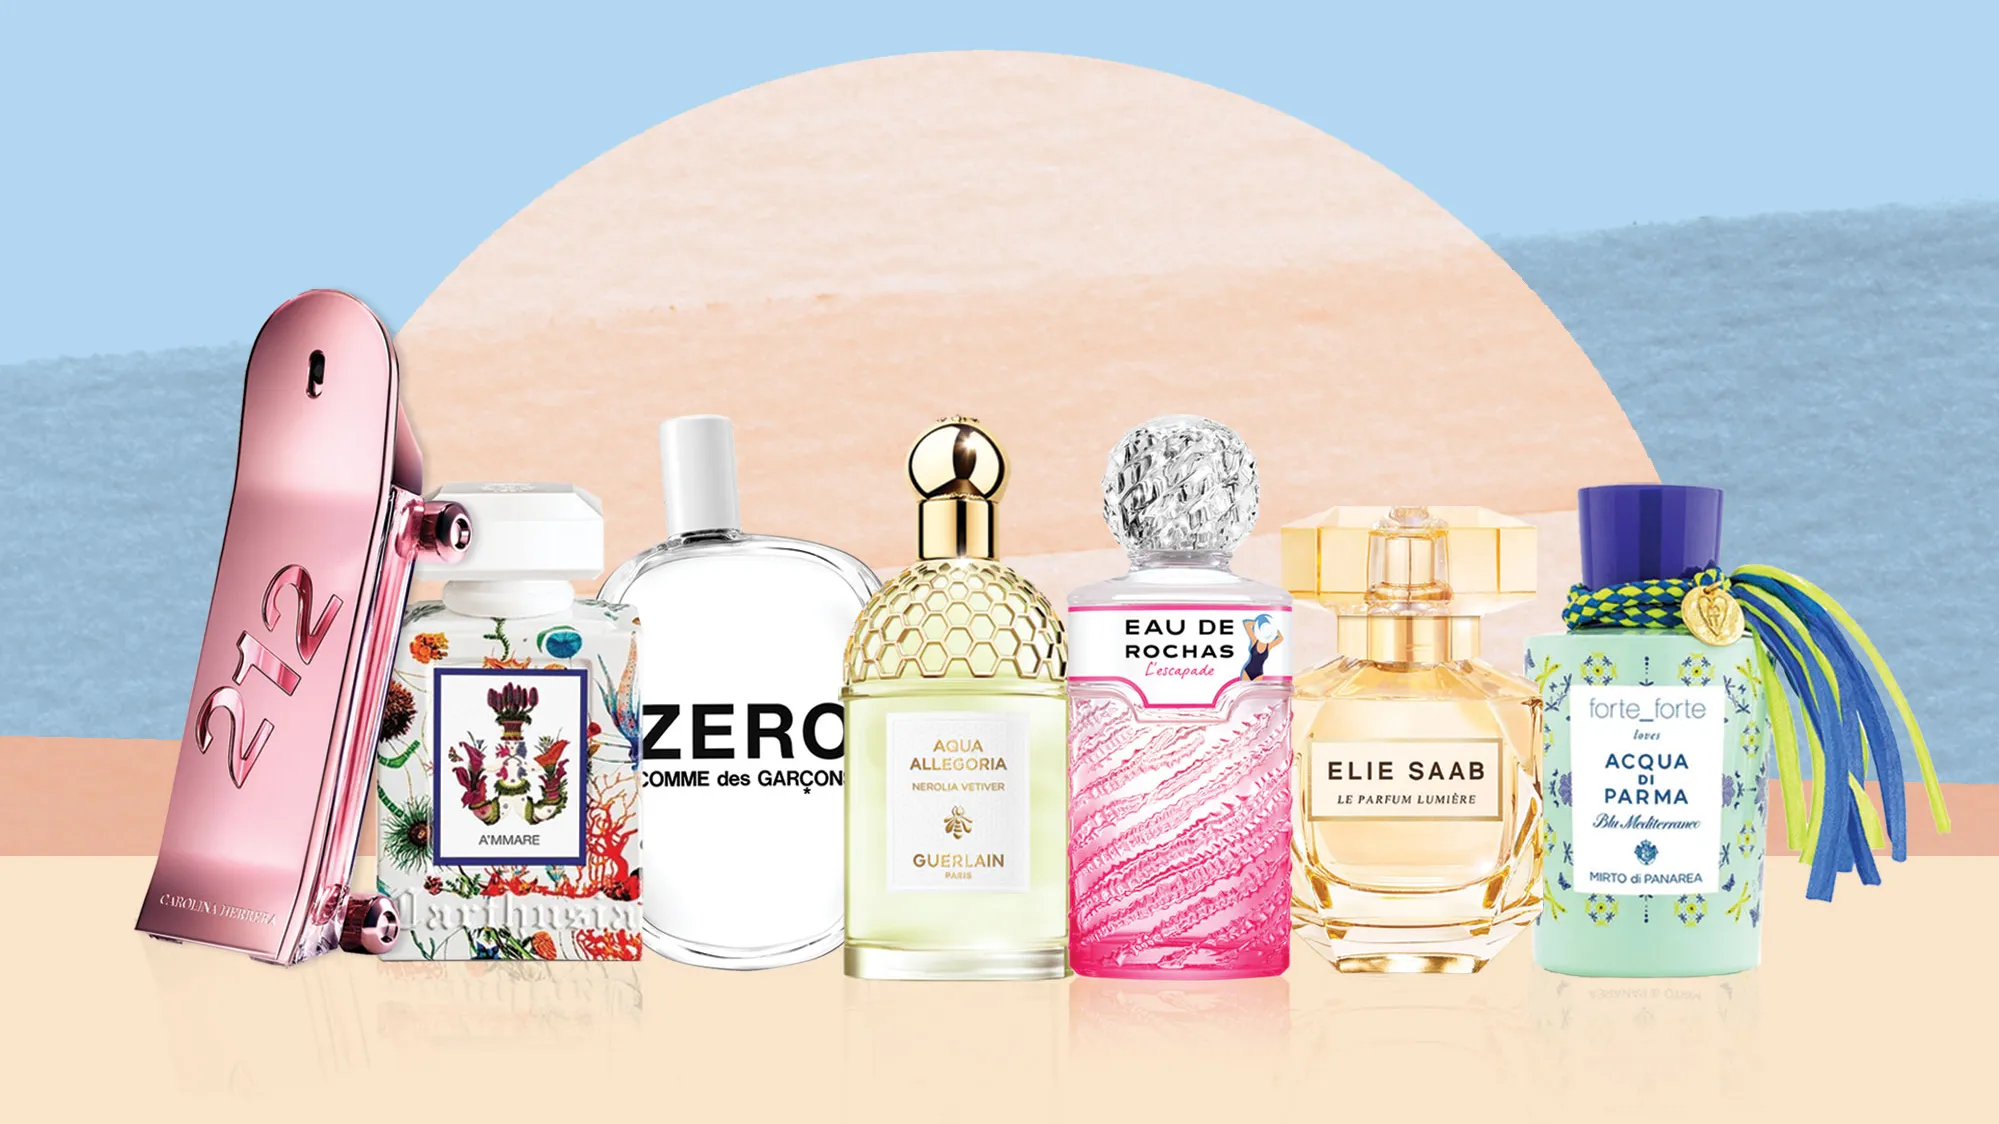 212
CAROLINA HERRERA
A'MMARE
Carthusia
ZERO
COMME des GARÇONS
*
AQUA
ALLEGORIA
NEROLIA VETIVER
GUERLAIN
PARIS
EAU DE
ROCHAS
L'escapade
ELIE SAAB
LE PARFUM LUMIÈRE
forte_forte
loves
ACQUA
DI
PARMA
Blu Mediterraneo
MIRTO di PANAREA